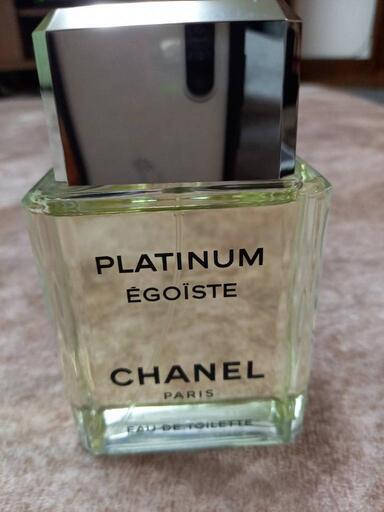 PLATINUM
ÉGOÏSTE
CHANEL
PARIS
EAU DE TOILETTE